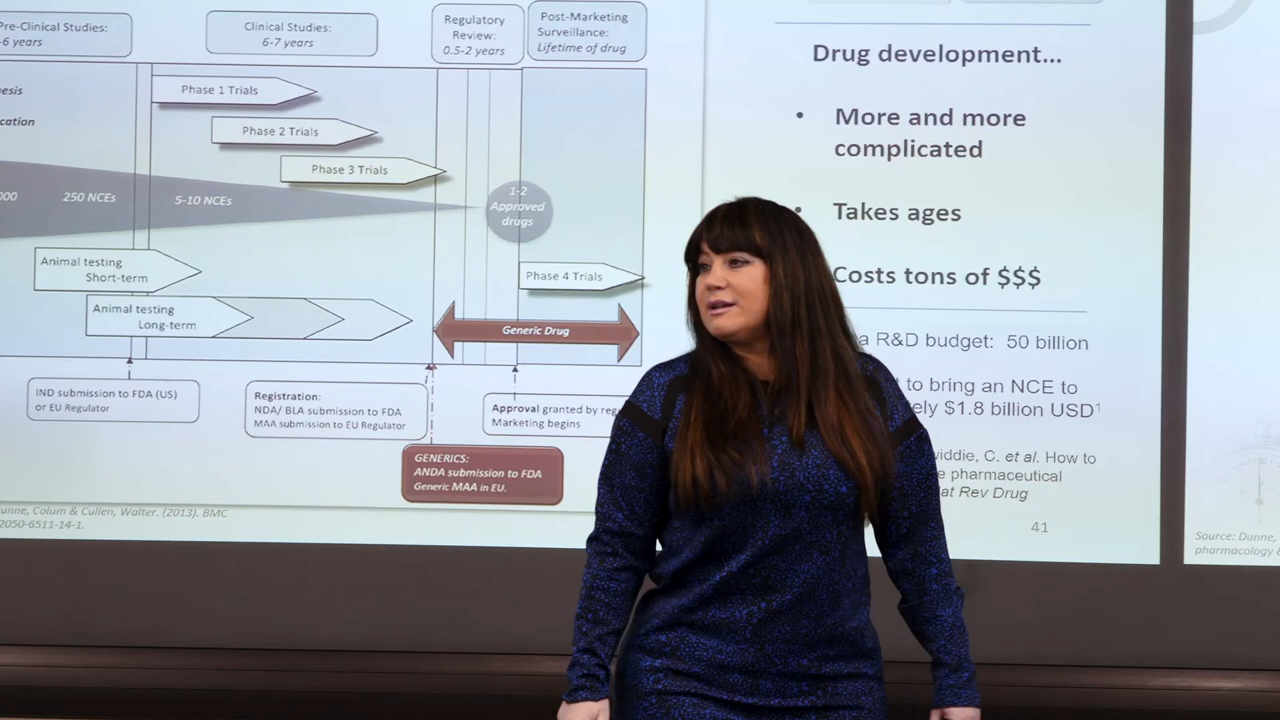 Pre-Clinical Studies:
-6 years
Clinical Studies:
6-7 years
Regulatory
Review:
0.5-2 years
Post-Marketing
Surveillance:
Lifetime of drug
Phase 1 Trials
Phase 2 Trials
Phase 3 Trials
250 NCEs
5-10 NCEs
1-2
Approved
drugs
Animal testing
Short-term
Animal testing
Long-term
Phase 4 Trials
Generic Drug
IND submission to FDA (US)
or EU Regulator
Registration:
NDA/ BLA submission to FDA
MAA submission to EU Regulator
Approval granted by
Marketing begins
GENERICS:
ANDA submission to FDA
Generic MAA in EU.
Colum & Cullen, Walter. (2013). BMC
2050-6511-14-1.
Drug development...
• More and more
complicated
• Takes ages
Costs tons of $$$
R&D budget: 50 billion
to bring an NCE to
$1.8 billion USD¹
C. et al. How to
pharmaceutical
Rev Drug
41
Source: Dunne,
pharmacology &